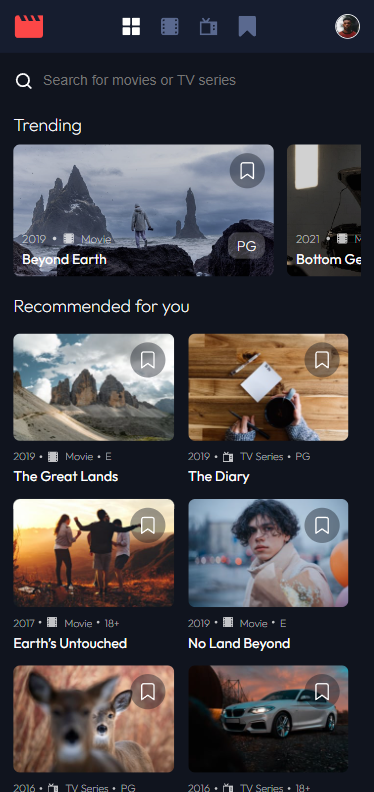 Search for movies or TV series
Trending
2019 • Movie
PG
Beyond Earth
2021 •
Bottom
Recommended for you
2019 • Movie • E
The Great Lands
2019 • TV Series • PG
The Diary
2017 • Movie • 18+
Earth's Untouched
2019 • Movie • E
No Land Beyond
2016 • TV Series • PG
2016 • TV Series • 18+